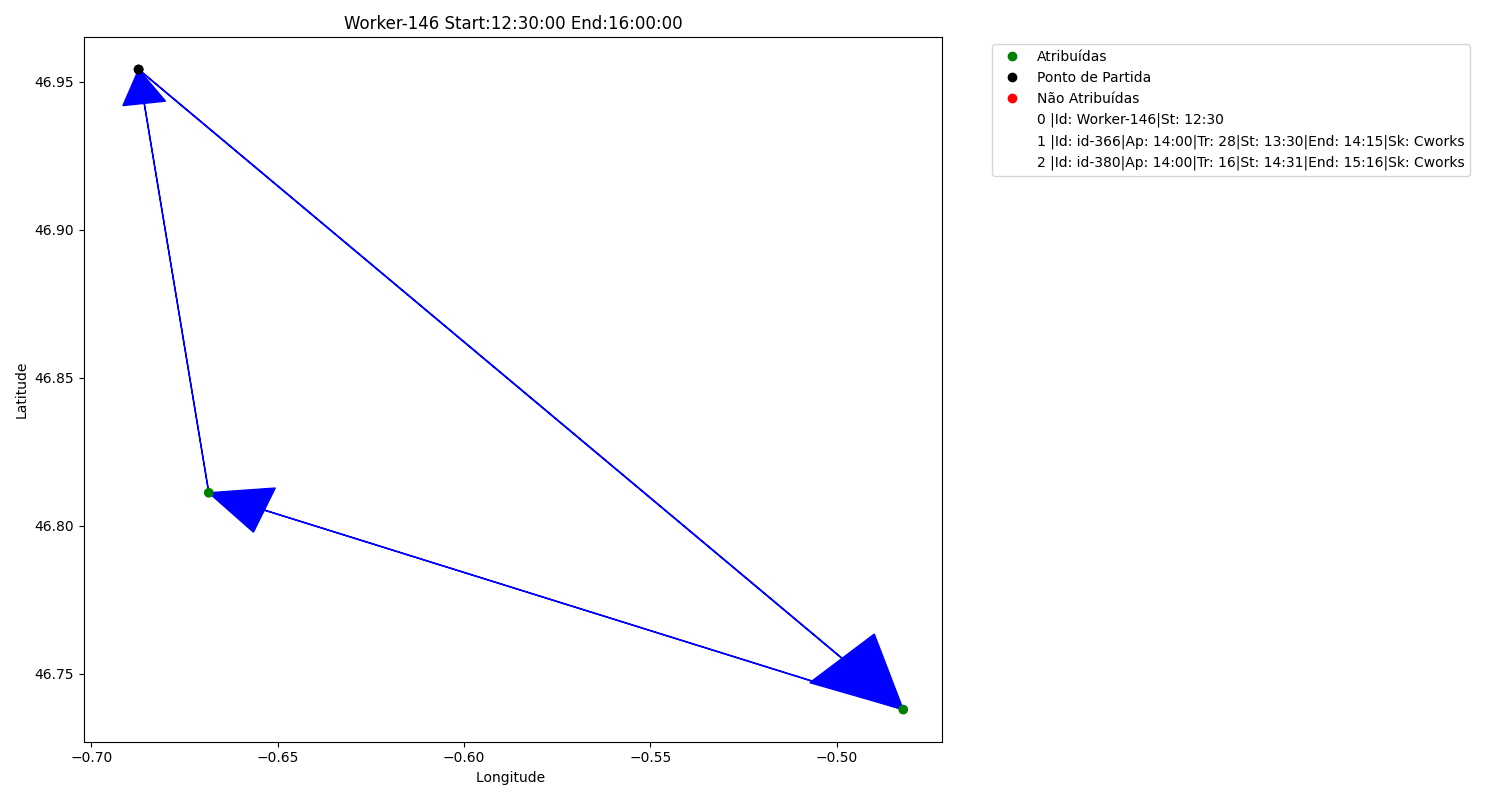 Worker-146 Start:12:30:00 End:16:00:00
46.95
46.90
46.85
46.80
46.75
Latitude
−0.70
−0.65
−0.60
−0.55
−0.50
Longitude
Atribuídas
Ponto de Partida
Não Atribuídas
0 |Id: Worker-146|St: 12:30
1 |Id: id-366|Ap: 14:00|Tr: 28|St: 13:30|End: 14:15|Sk: Cworks
2 |Id: id-380|Ap: 14:00|Tr: 16|St: 14:31|End: 15:16|Sk: Cworks